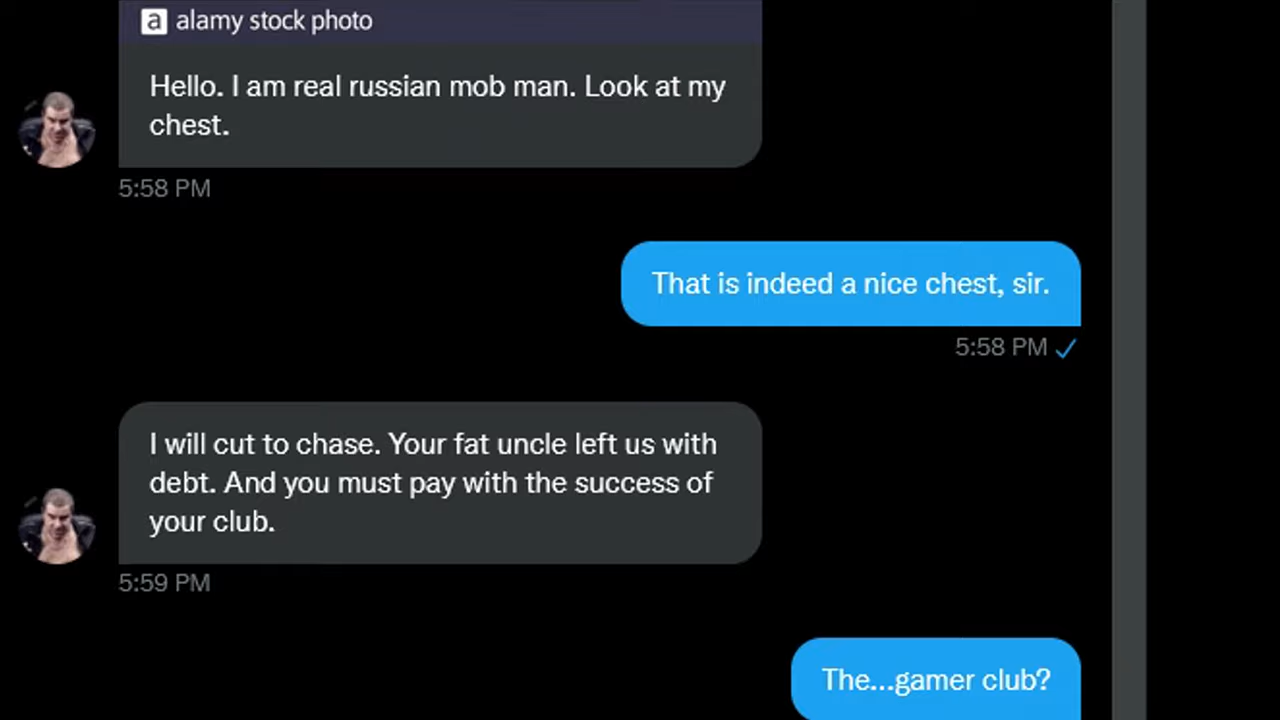 a alamy stock photo
Hello. I am real russian mob man. Look at my
chest.
5:58 PM
That is indeed a nice chest, sir.
5:58 PM
I will cut to chase. Your fat uncle left us with
debt. And you must pay with the success of
your club.
5:59 PM
The...gamer club?